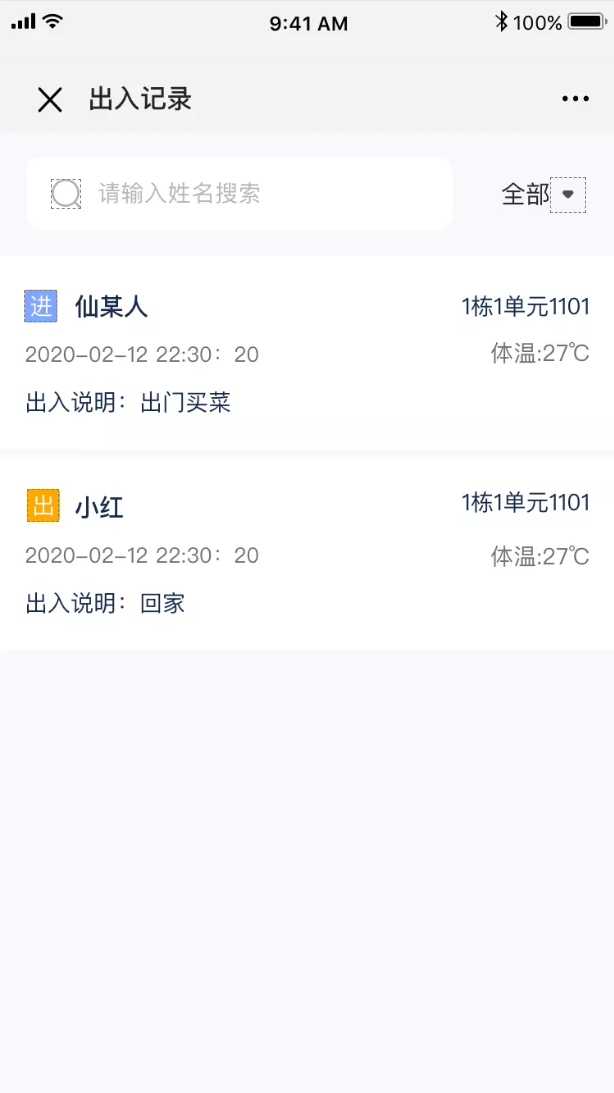 9:41 AM 100%
出入记录
请输入姓名搜索 全部
进 仙某人 1栋1单元1101
2020-02-12 22:30：20 体温:27℃
出入说明：出门买菜
出 小红 1栋1单元1101
2020-02-12 22:30：20 体温:27℃
出入说明：回家